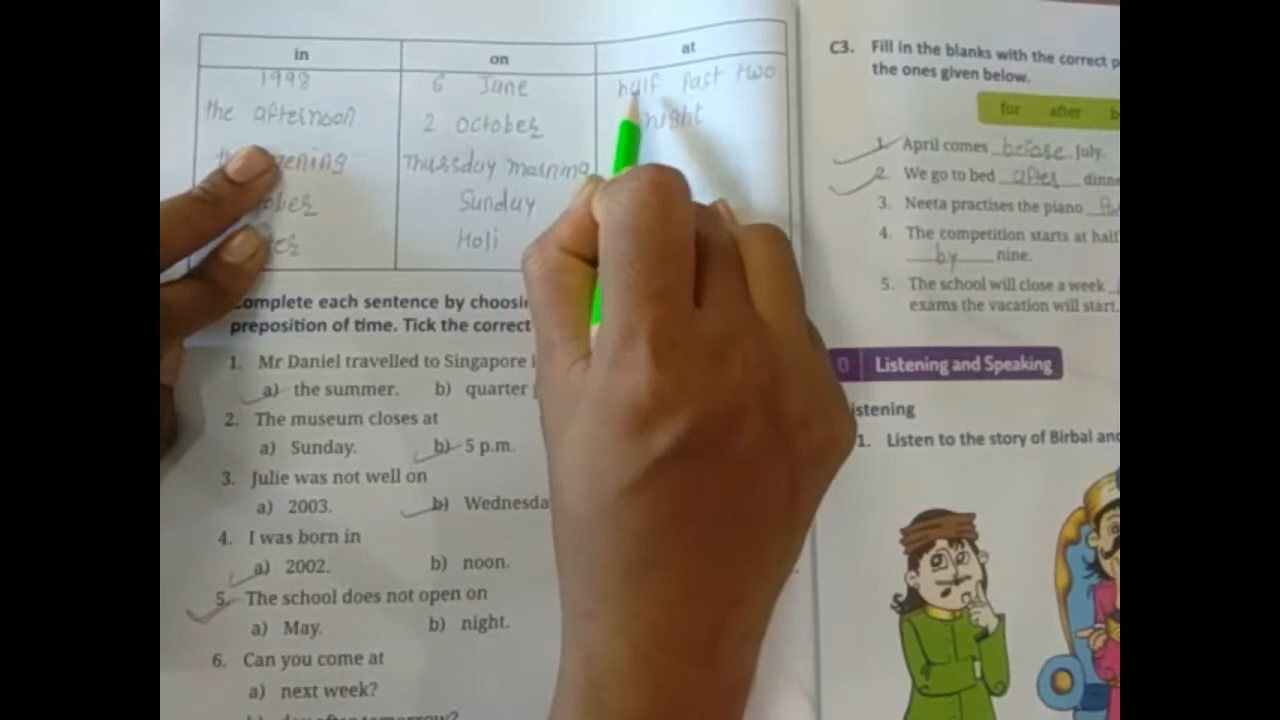 in on at
1998 6 June half past two
the afternoon 2 October night
Thursday morning
Sunday
Holi
Complete each sentence by
preposition of time. Tick the correct
1. Mr Daniel travelled to Singapore
a) the summer. b) quarter
2. The museum closes at
a) Sunday. b) 5 p.m.
3. Julie was not well on
a) 2003. b)
4. I was born in
a) 2002. b) noon.
5. The school does not open on
a) May. b) night.
6. Can you come at
a) next week?
C3. Fill in the blanks with the correct
the ones given below.
for after
1. April comes before July.
2. We go to bed after
3. Neeta practises the piano
4. The competition starts at half
by nine.
5. The school will close a week
exams the vacation will start.
Listening and Speaking
1. Listen to the story of Birbal